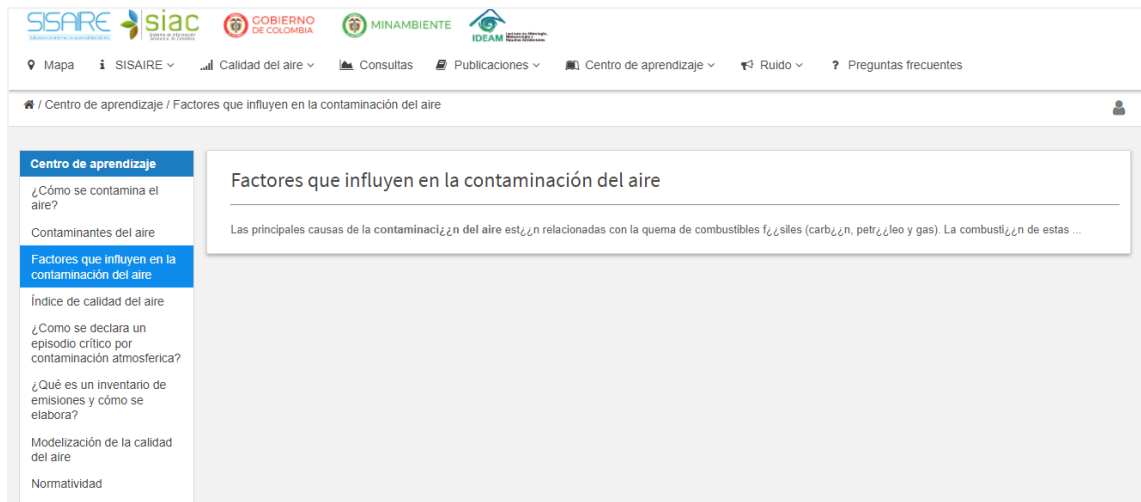 SISAIRE siac GOBIERNO DE COLOMBIA MINAMBIENTE IDEAM
Mapa i SISAIRE Calidad del aire Consultas Publicaciones Centro de aprendizaje Ruido ? Preguntas frecuentes
/ Centro de aprendizaje / Factores que influyen en la contaminación del aire
Centro de aprendizaje
¿Cómo se contamina el
aire?
Contaminantes del aire
Factores que influyen en la
contaminación del aire
Índice de calidad del aire
¿Como se declara un
episodio crítico por
contaminación atmosferica?
¿Qué es un inventario de
emisiones y cómo se
elabora?
Modelización de la calidad
del aire
Normatividad
Factores que influyen en la contaminación del aire
Las principales causas de la contaminaci¿¿n del aire est¿¿n relacionadas con la quema de combustibles f¿¿siles (carb¿¿n, petr¿¿leo y gas). La combusti¿¿n de estas ...